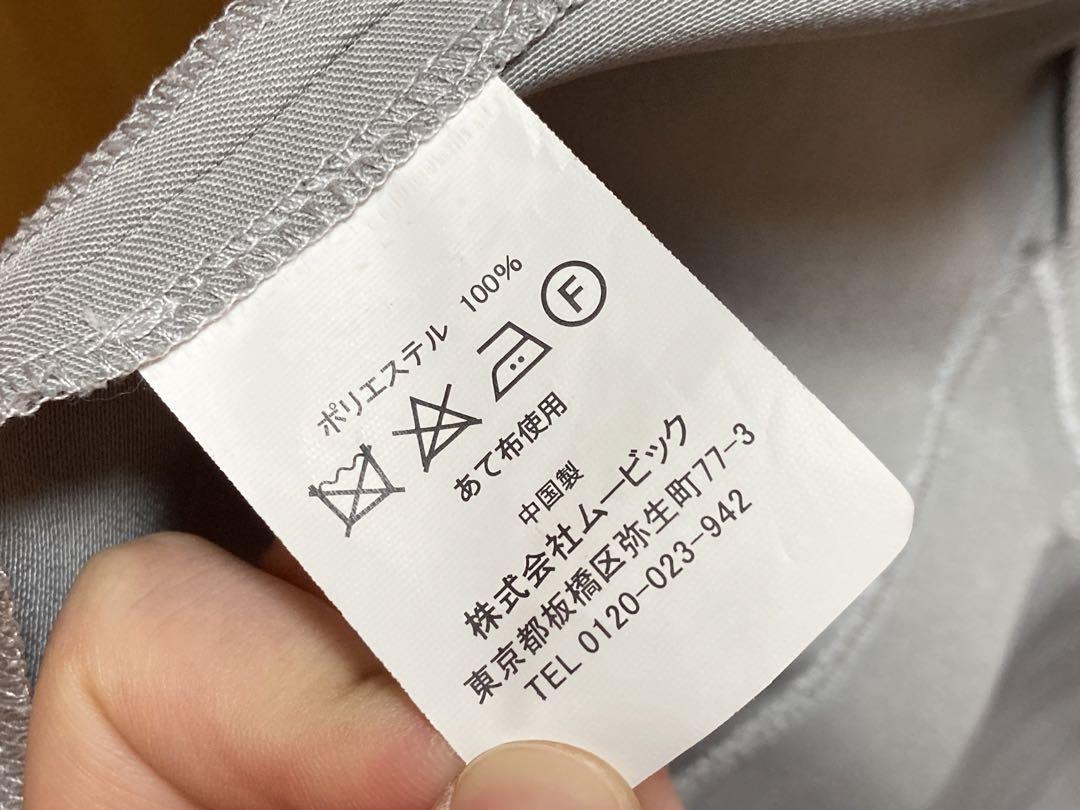 ポリエステル 100%
F
あて布使用
中国製
株式会社ムービック
東京都板橋区弥生町77-3
TEL 0120-023-942